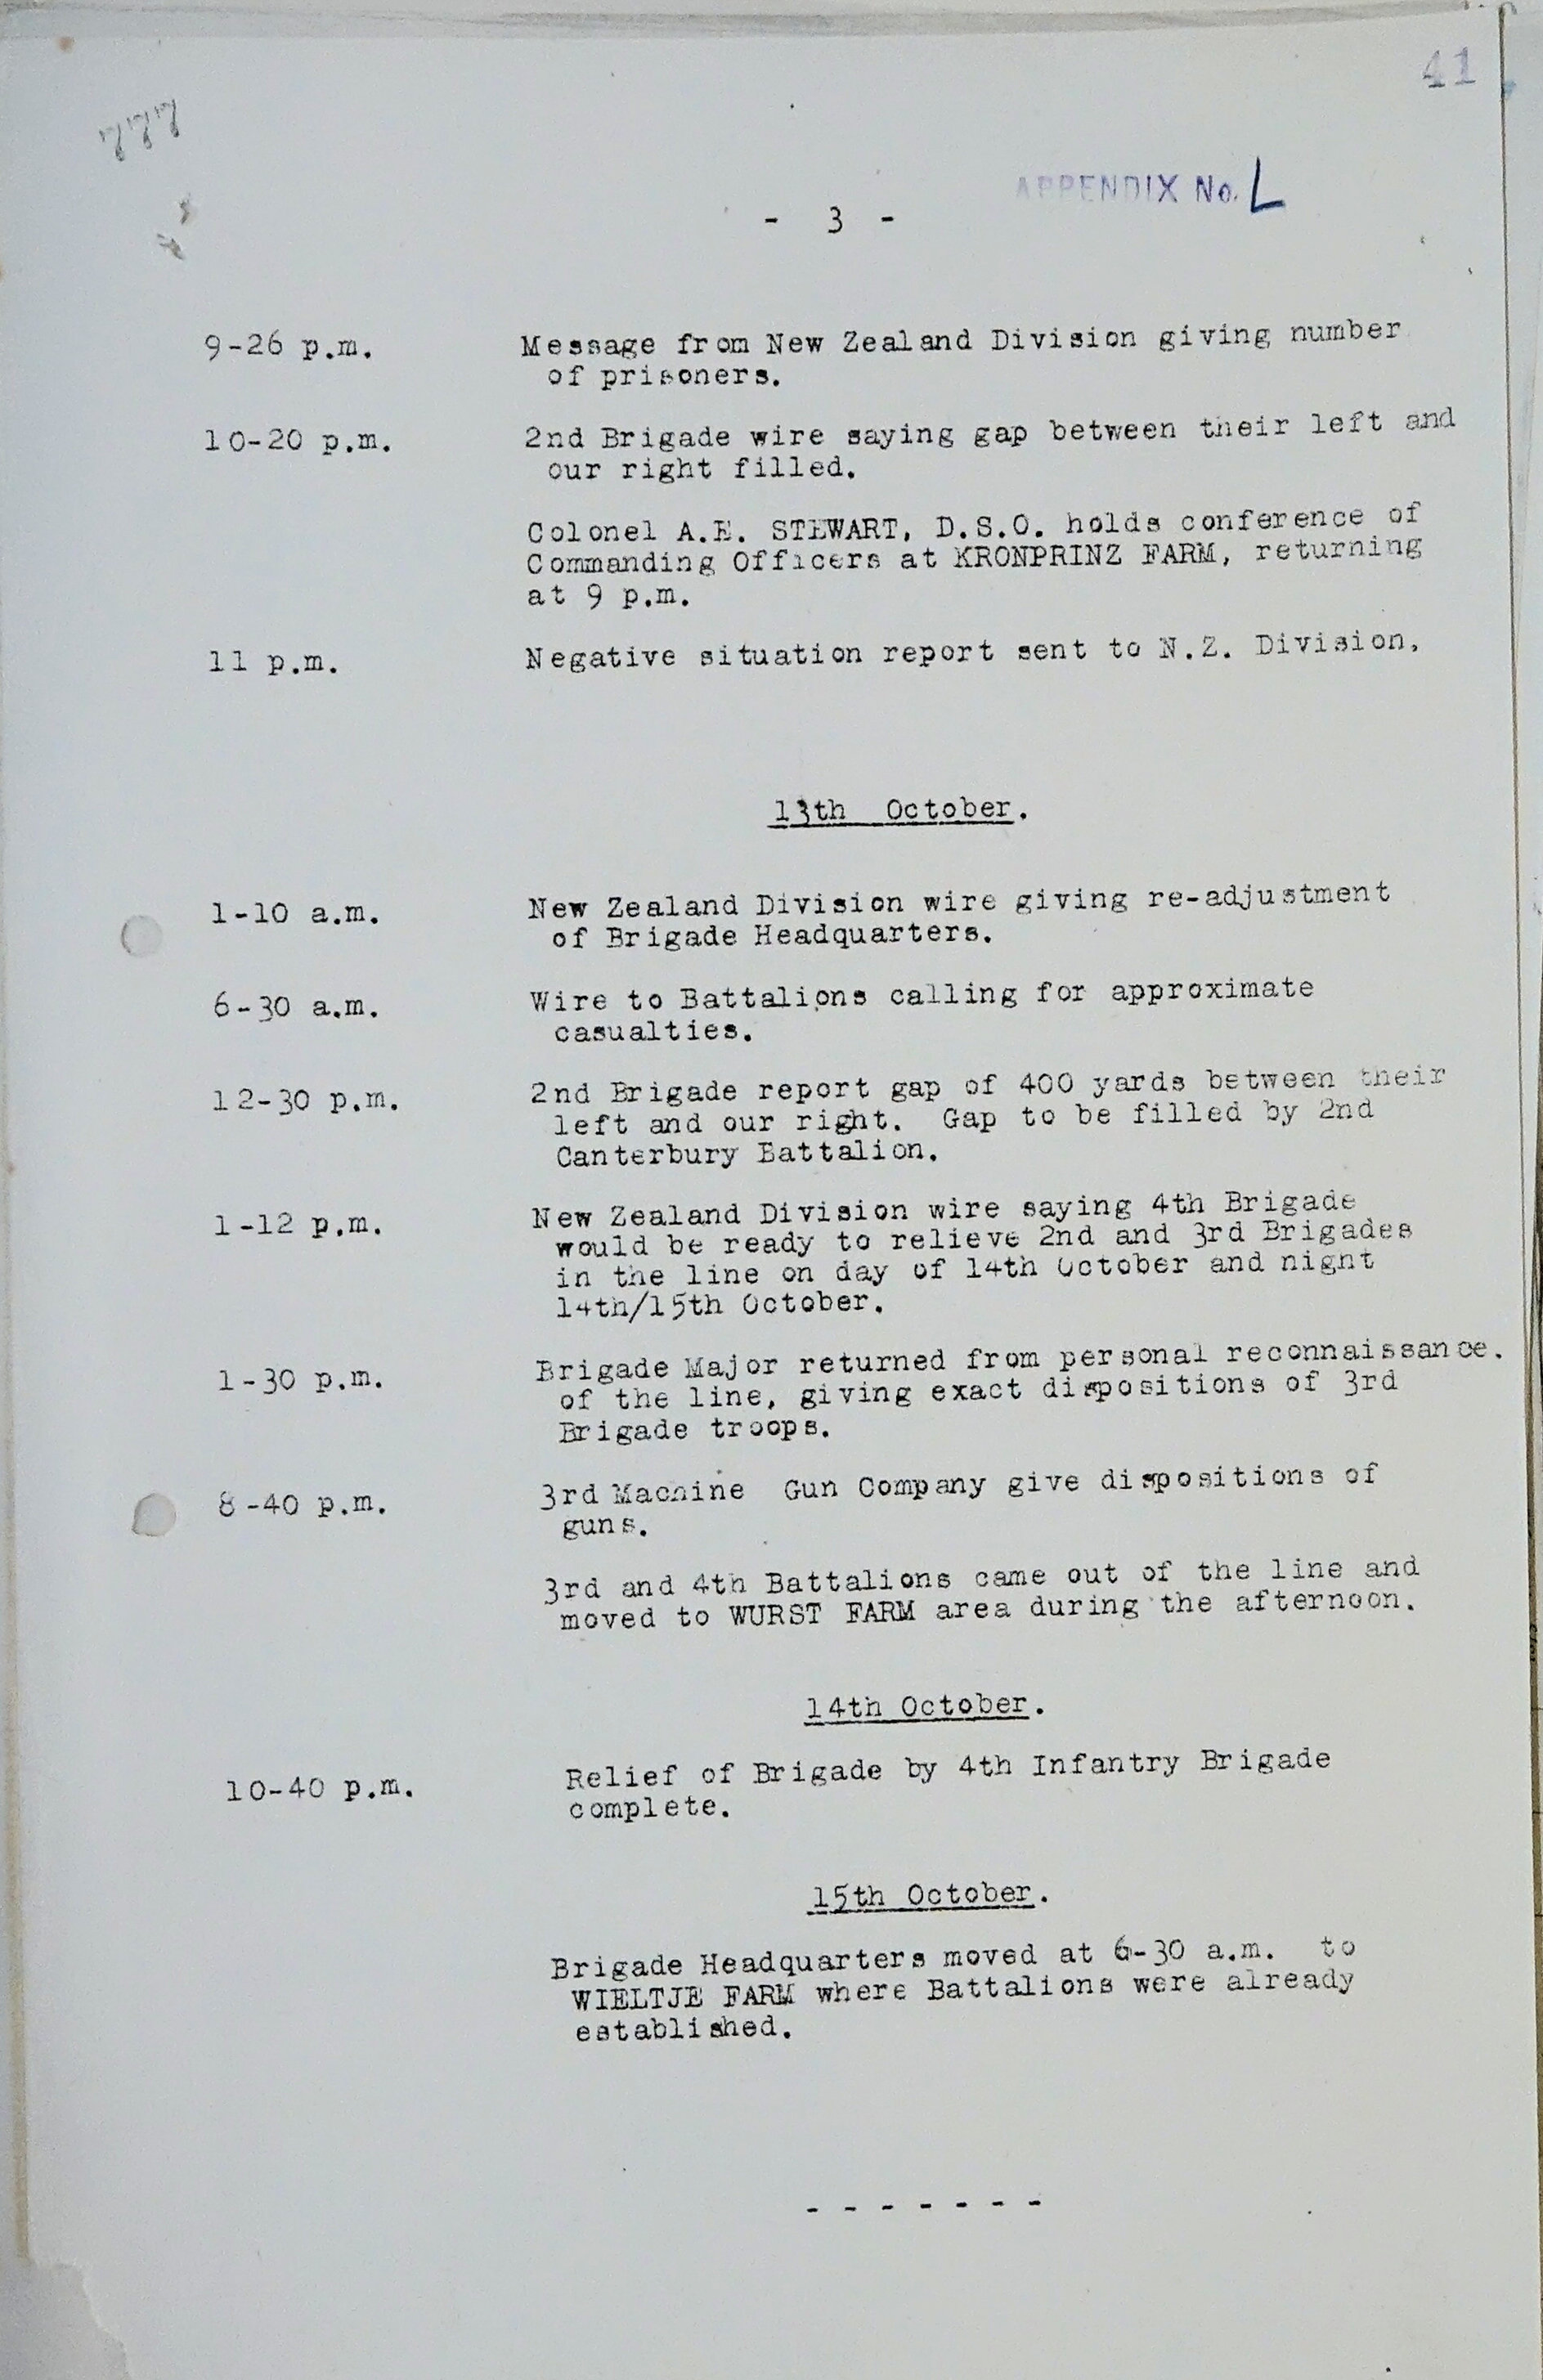 41
APPENDIX No. L
- 3 -
9-26 p.m. Message from New Zealand Division giving number
of prisoners.
10-20 p.m. 2nd Brigade wire saying gap between their left and
our right filled.
Colonel A.E. STEWART, D.S.O. holds conference of
Commanding Officers at KRONPRINZ FARM, returning
at 9 p.m.
11 p.m. Negative situation report sent to N.Z. Division.
13th October.
1-10 a.m. New Zealand Division wire giving re-adjustment
of Brigade Headquarters.
6-30 a.m. Wire to Battalions calling for approximate
casualties.
12-30 p.m. 2nd Brigade report gap of 400 yards between their
left and our right. Gap to be filled by 2nd
Canterbury Battalion.
1-12 p.m. New Zealand Division wire saying 4th Brigade
would be ready to relieve 2nd and 3rd Brigades
in the line on day of 14th October and night
14th/15th October.
1-30 p.m. Brigade Major returned from personal reconnaissance.
of the line, giving exact dispositions of 3rd
Brigade troops.
8-40 p.m. 3rd Machine Gun Company give dispositions of
guns.
3rd and 4th Battalions came out of the line and
moved to WURST FARM area during the afternoon.
14th October.
10-40 p.m. Relief of Brigade by 4th Infantry Brigade
complete.
15th October.
Brigade Headquarters moved at 6-30 a.m. to
WIELTJE FARM where Battalions were already
established.
- - - - - - -